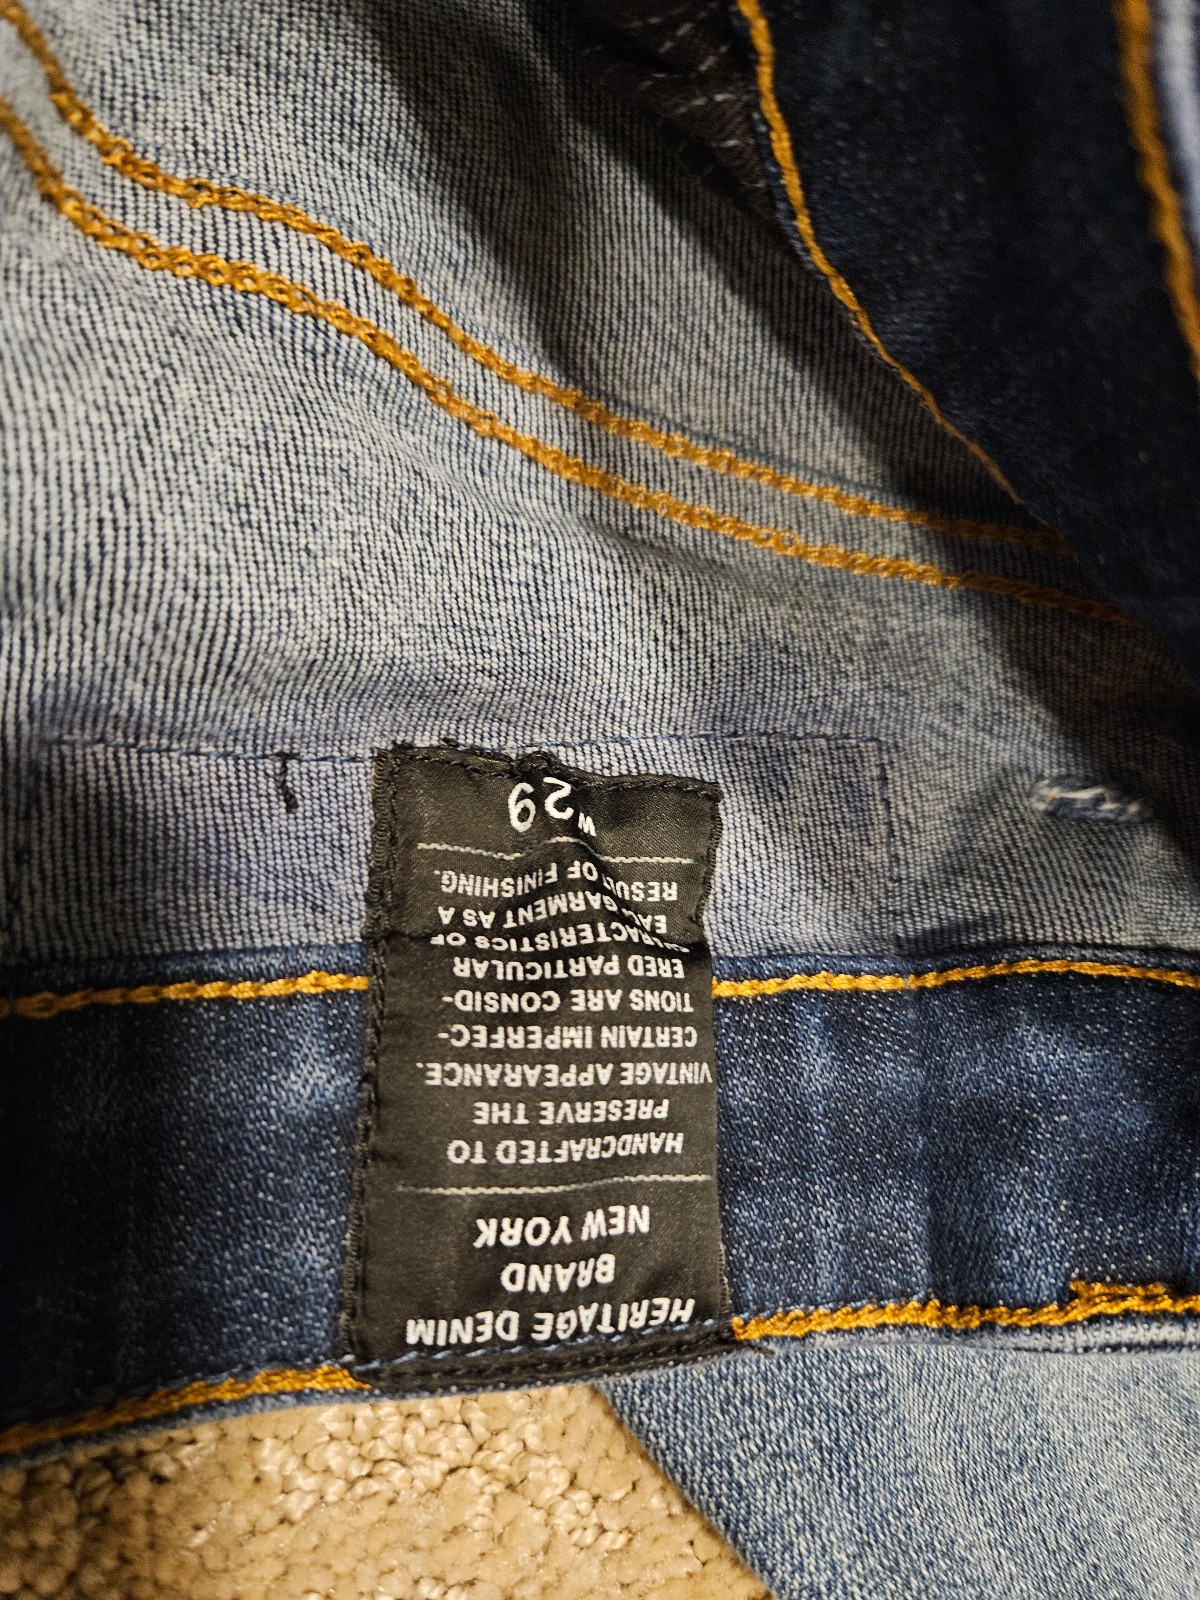 HERITAGE DENIM
BRAND
NEW YORK
HANDCRAFTED TO
PRESERVE THE
VINTAGE APPEARANCE.
CERTAIN IMPERFEC-
TIONS ARE CONSID-
ERED PARTICULAR
CHARACTERISTICS OF
EACH GARMENT AS A
RESULT OF FINISHING.
W 29